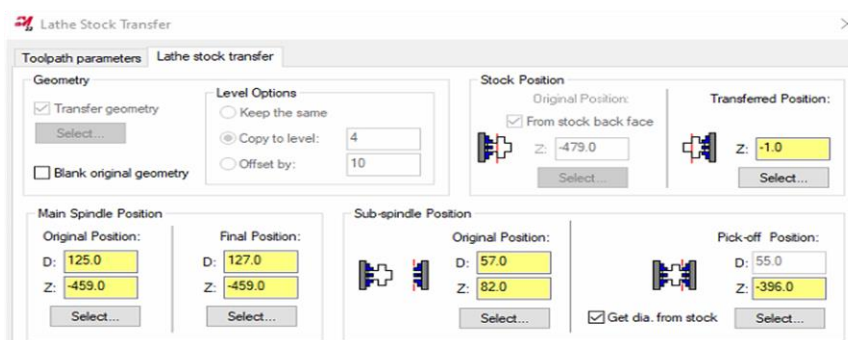 Lathe Stock Transfer
Toolpath parameters Lathe stock transfer
Geometry
Transfer geometry
Select...
Blank original geometry
Level Options
Keep the same
Copy to level: 4
Offset by: 10
Stock Position
Original Position:
From stock back face
Z: -479.0
Select...
Transferred Position:
Z: -1.0
Select...
Main Spindle Position
Original Position:
D: 125.0
Z: -459.0
Select...
Final Position:
D: 127.0
Z: -459.0
Select...
Sub-spindle Position
Original Position:
D: 57.0
Z: 82.0
Select...
Get dia. from stock
Pick-off Position:
D: 55.0
Z: -396.0
Select...